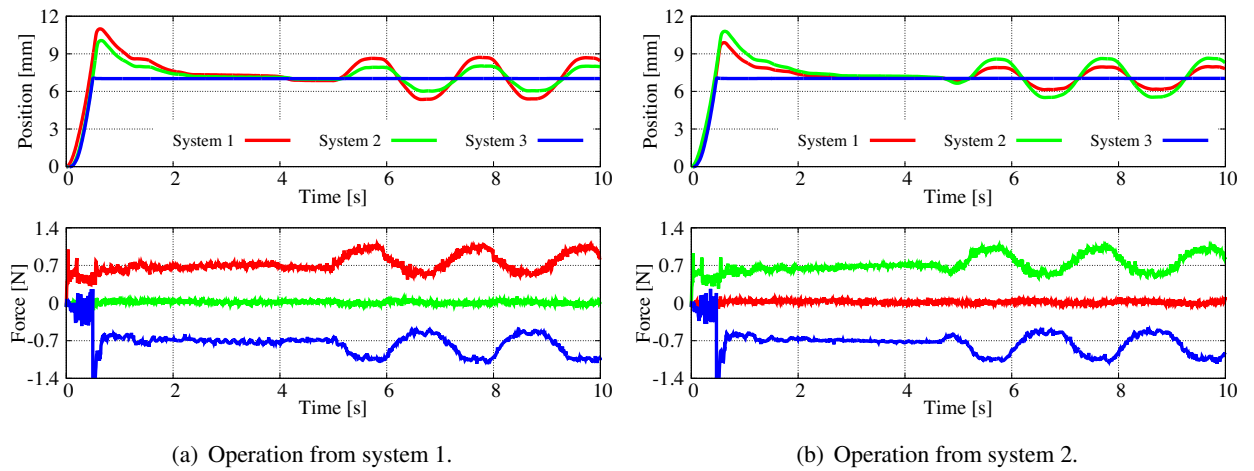 12
9
6
3
0
Position [mm]
System 1 System 2 System 3
0 2 4 6 8 10
Time [s]
1.4
0.7
0
-0.7
-1.4
Force [N]
0 2 4 6 8 10
Time [s]
(a) Operation from system 1.
12
9
6
3
0
Position [mm]
System 1 System 2 System 3
0 2 4 6 8 10
Time [s]
1.4
0.7
0
-0.7
-1.4
Force [N]
0 2 4 6 8 10
Time [s]
(b) Operation from system 2.